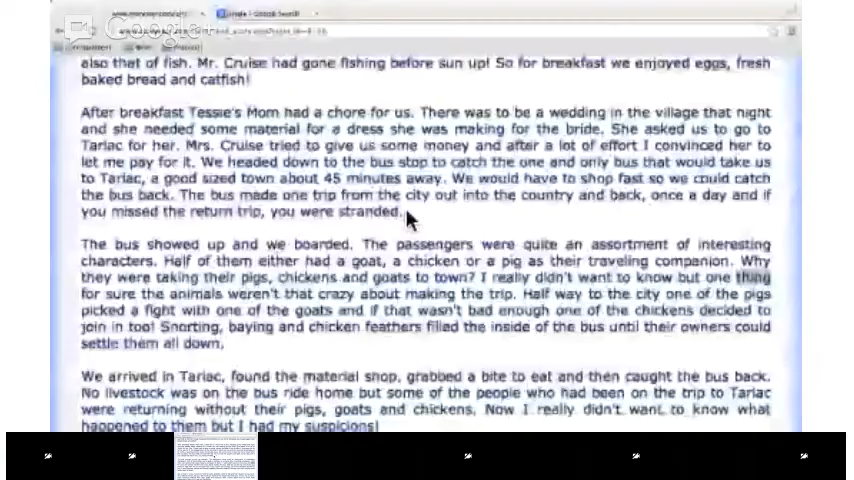 Google
Google Search
also that of fish. Mr. Cruise had gone fishing before sun up! So for breakfast we enjoyed eggs, fresh
baked bread and catfish!
After breakfast Tessie's Mom had a chore for us. There was to be a wedding in the village that night
and she needed some material for a dress she was making for the bride. She asked us to go to
Tarlac for her. Mrs. Cruise tried to give us some money and after a lot of effort I convinced her to
let me pay for it. We headed down to the bus stop to catch the one and only bus that would take us
to Tarlac, a good sized town about 45 minutes away. We would have to shop fast so we could catch
the bus back. The bus made one trip from the city out into the country and back, once a day and if
you missed the return trip, you were stranded.
The bus showed up and we boarded. The passengers were quite an assortment of interesting
characters. Half of them either had a goat, a chicken or a pig as their traveling companion. Why
they were taking their pigs, chickens and goats to town? I really didn't want to know but one thing
for sure the animals weren't that crazy about making the trip. Half way to the city one of the pigs
picked a fight with one of the goats and if that wasn't bad enough one of the chickens decided to
join in too! Snorting, baying and chicken feathers filled the inside of the bus until their owners could
settle them all down.
We arrived in Tarlac, found the material shop, grabbed a bite to eat and then caught the bus back.
No livestock was on the bus ride home but some of the people who had been on the trip to Tarlac
were returning without their pigs, goats and chickens. Now I really didn't want to know what
happened to them but I had my suspicions!